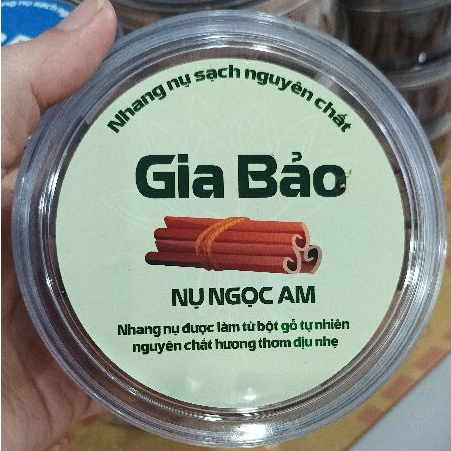 Nhang nụ sạch nguyên chất
Gia Bảo
NỤ NGỌC AM
Nhang nụ được làm từ bột gỗ tự nhiên
nguyên chất hương thơm dịu nhẹ